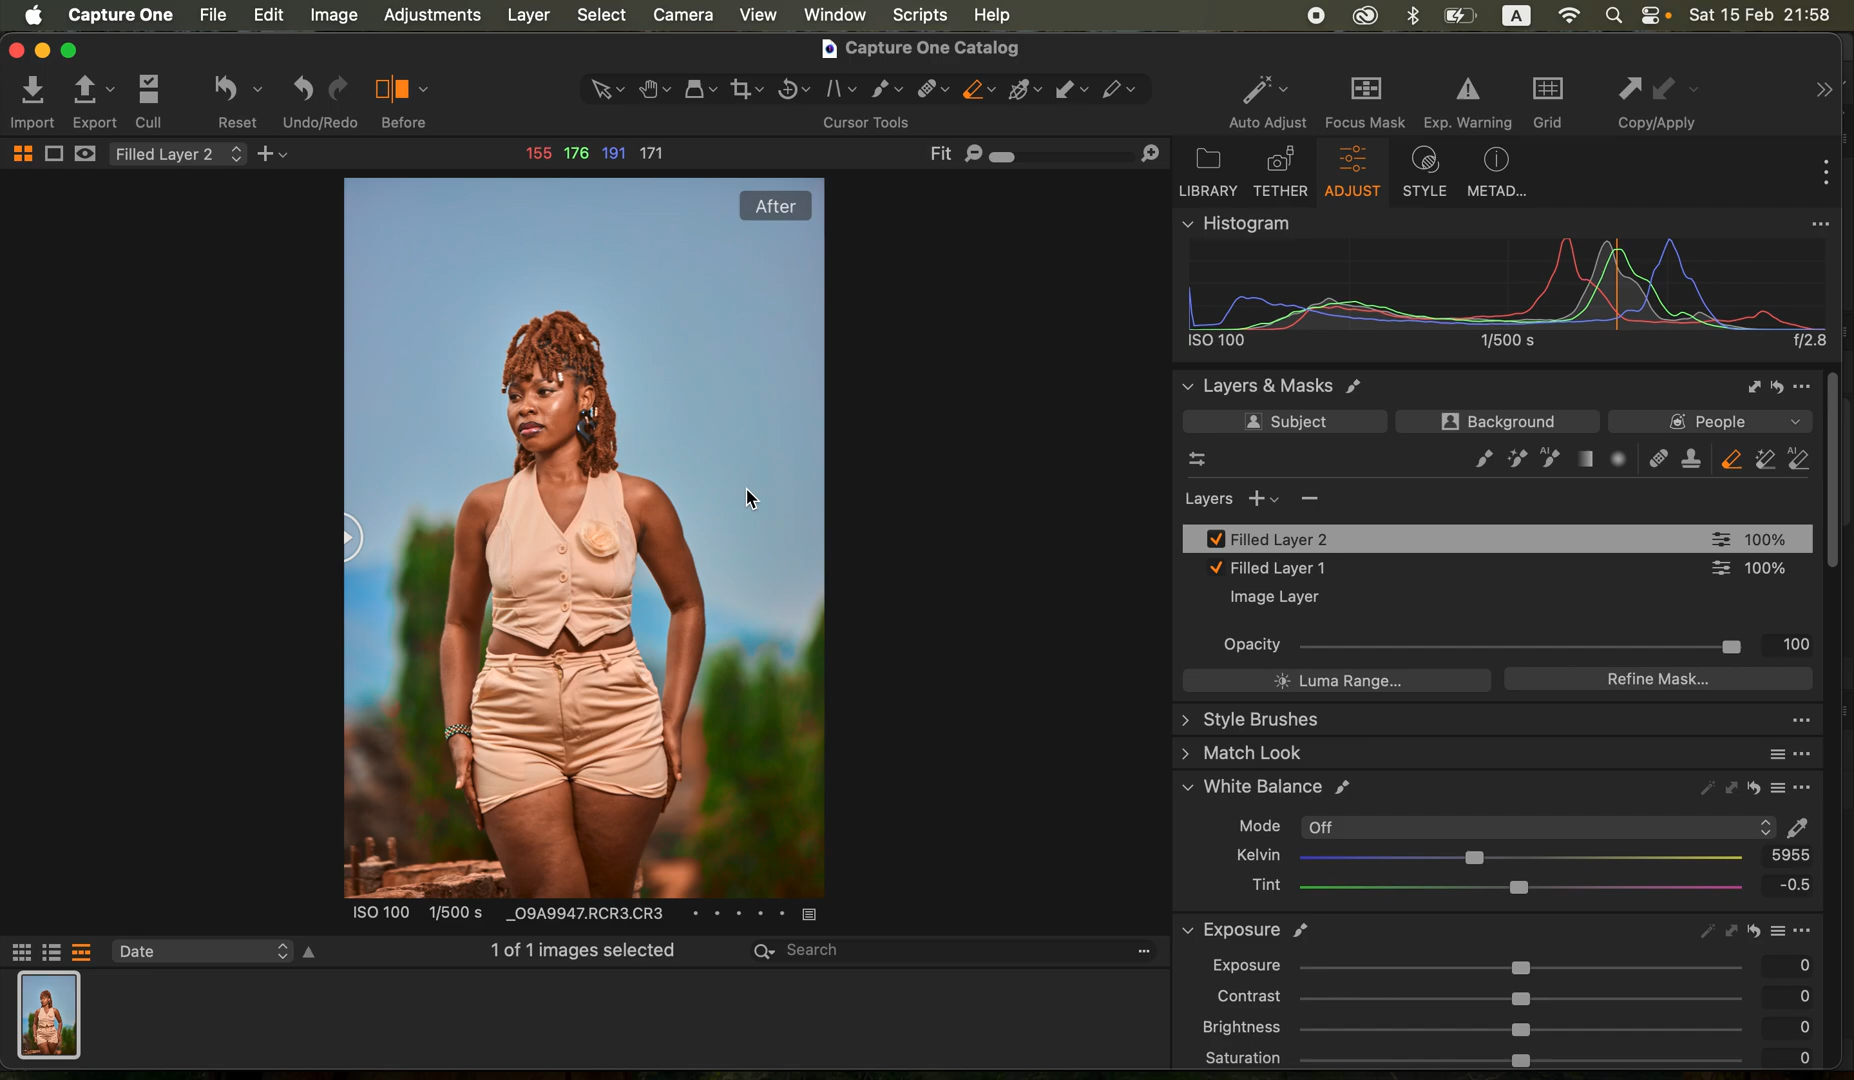 Capture One File Edit Image Adjustments Layer Select Camera View Window Scripts Help A Sat 15 Feb 21:58
Capture One Catalog
Import Export Cull Reset Undo/Redo Before Cursor Tools Auto Adjust Focus Mask Exp. Warning Grid Copy/Apply
Filled Layer 2 155 176 191 171 Fit
After
ISO 100 1/500 s _O9A9947.RCR3.CR3
Date 1 of 1 images selected Search
LIBRARY TETHER ADJUST STYLE METAD...
Histogram
ISO 100 1/500 s f/2.8
Layers & Masks
Subject Background People
AI AI
Layers
Filled Layer 2 100%
Filled Layer 1 100%
Image Layer
Opacity 100
Luma Range... Refine Mask...
Style Brushes
Match Look
White Balance
Mode Off
Kelvin 5955
Tint -0.5
Exposure
Exposure 0
Contrast 0
Brightness 0
Saturation 0